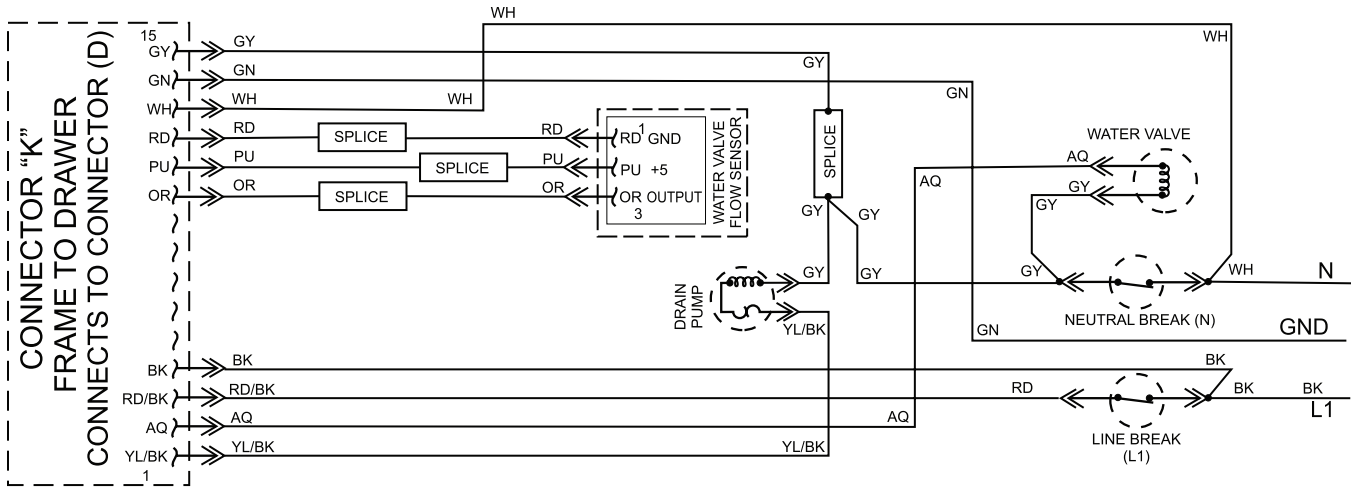 CONNECTOR "K"
FRAME TO DRAWER
CONNECTS TO CONNECTOR (D)
15
GY
GN
WH
RD
PU
OR
BK
RD/BK
AQ
YL/BK
1
GY
GY
GN
GN
WH
WH
WH
WH
RD
SPLICE
RD
PU
SPLICE
PU
OR
SPLICE
OR
1
RD GND
PU +5
OR OUTPUT
3
WATER VALVE
FLOW SENSOR
SPLICE
GY
GY
GY
GY
DRAIN
PUMP
YL/BK
WATER VALVE
AQ
AQ
GY
GY
GY
WH
N
NEUTRAL BREAK (N)
GN
GND
BK
BK
RD/BK
RD
BK
BK
L1
LINE BREAK
(L1)
AQ
AQ
YL/BK
YL/BK